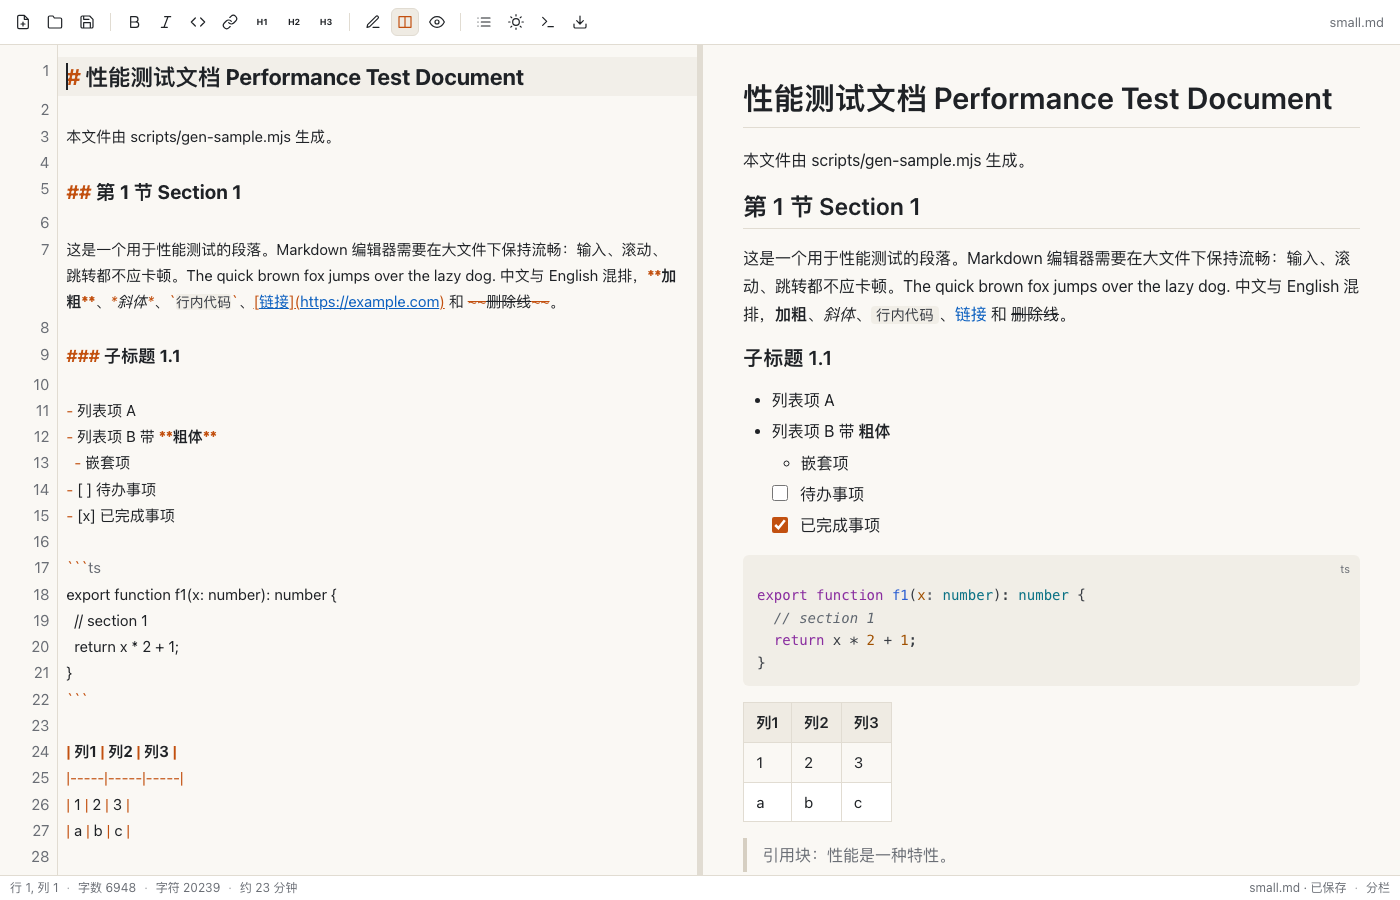 H1 H2 H3 small.md
1 # 性能测试文档 Performance Test Document
2
3 本文件由 scripts/gen-sample.mjs 生成。
4
5 ## 第 1 节 Section 1
6
7 这是一个用于性能测试的段落。Markdown 编辑器需要在大文件下保持流畅：输入、滚动、
跳转都不应卡顿。The quick brown fox jumps over the lazy dog. 中文与 English 混排，**加
粗**、*斜体*、`行内代码`、[链接](https://example.com) 和 ~~删除线~~。
8
9 ### 子标题 1.1
10
11 - 列表项 A
12 - 列表项 B 带 **粗体**
13   - 嵌套项
14 - [ ] 待办事项
15 - [x] 已完成事项
16
17 ```ts
18 export function f1(x: number): number {
19   // section 1
20   return x * 2 + 1;
21 }
22 ```
23
24 | 列1 | 列2 | 列3 |
25 |-----|-----|-----|
26 | 1 | 2 | 3 |
27 | a | b | c |
28
性能测试文档 Performance Test Document
本文件由 scripts/gen-sample.mjs 生成。
第 1 节 Section 1
这是一个用于性能测试的段落。Markdown 编辑器需要在大文件下保持流畅：输入、滚
动、跳转都不应卡顿。The quick brown fox jumps over the lazy dog. 中文与 English 混
排，加粗、斜体、行内代码、链接 和 删除线。
子标题 1.1
• 列表项 A
• 列表项 B 带 粗体
◦ 嵌套项
待办事项
已完成事项
ts
export function f1(x: number): number {
  // section 1
  return x * 2 + 1;
}
列1 列2 列3
1 2 3
a b c
引用块：性能是一种特性。
行 1, 列 1 · 字数 6948 · 字符 20239 · 约 23 分钟
small.md · 已保存 · 分栏